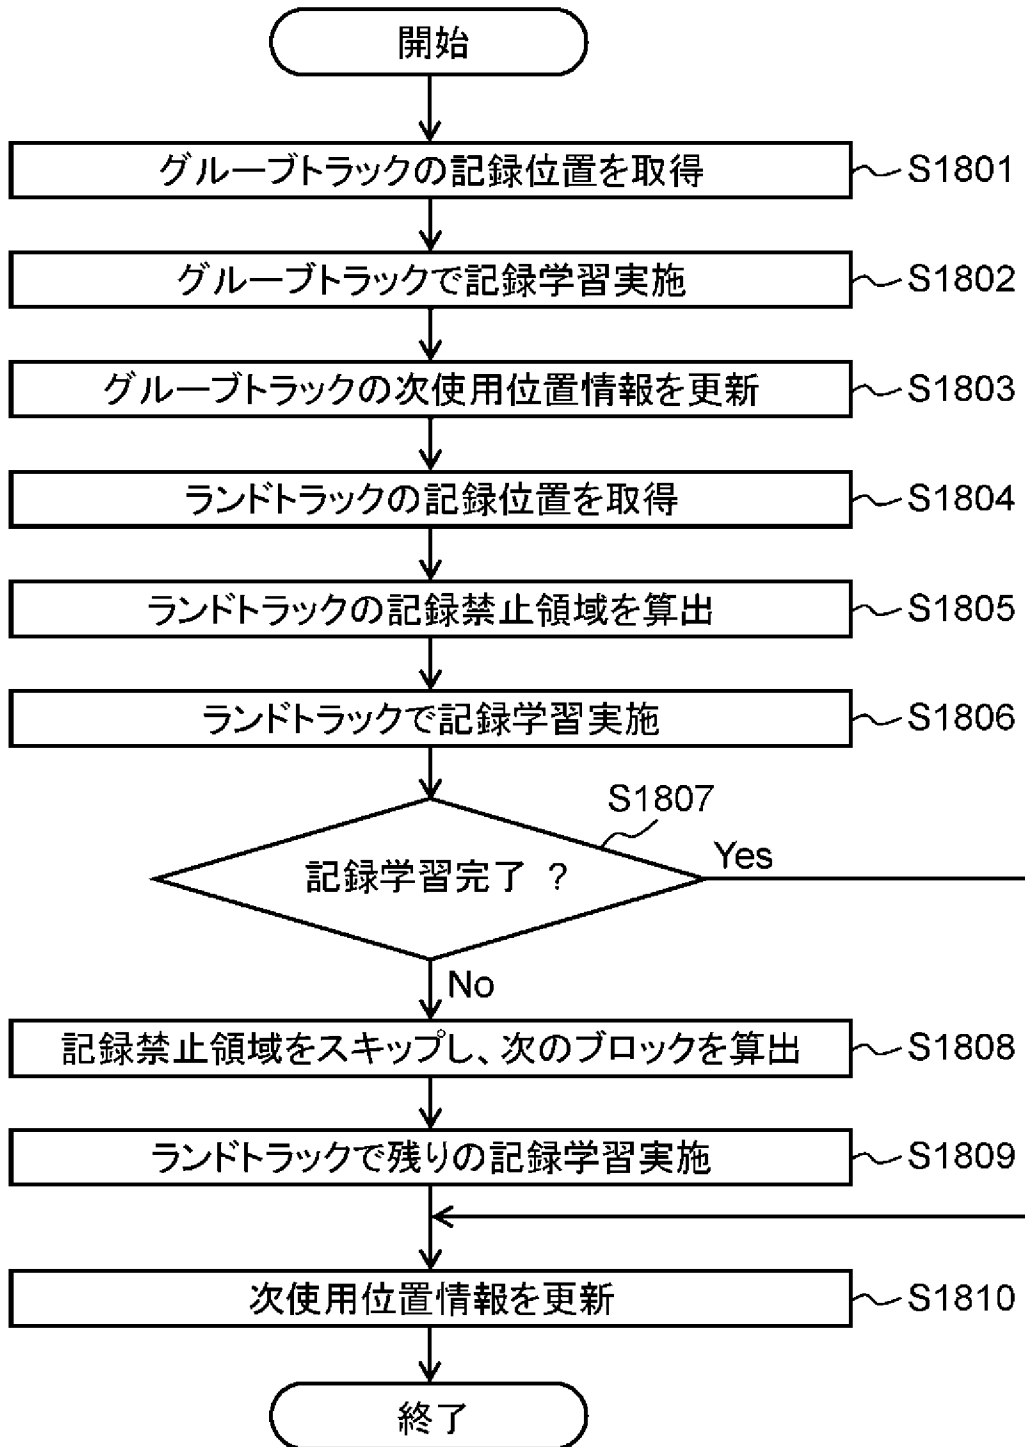 開始
グルーブトラックの記録位置を取得
S1801
グルーブトラックで記録学習実施
S1802
グルーブトラックの次使用位置情報を更新
S1803
ランドトラックの記録位置を取得
S1804
ランドトラックの記録禁止領域を算出
S1805
ランドトラックで記録学習実施
S1806
S1807
記録学習完了 ?
Yes
No
記録禁止領域をスキップし、次のブロックを算出
S1808
ランドトラックで残りの記録学習実施
S1809
次使用位置情報を更新
S1810
終了